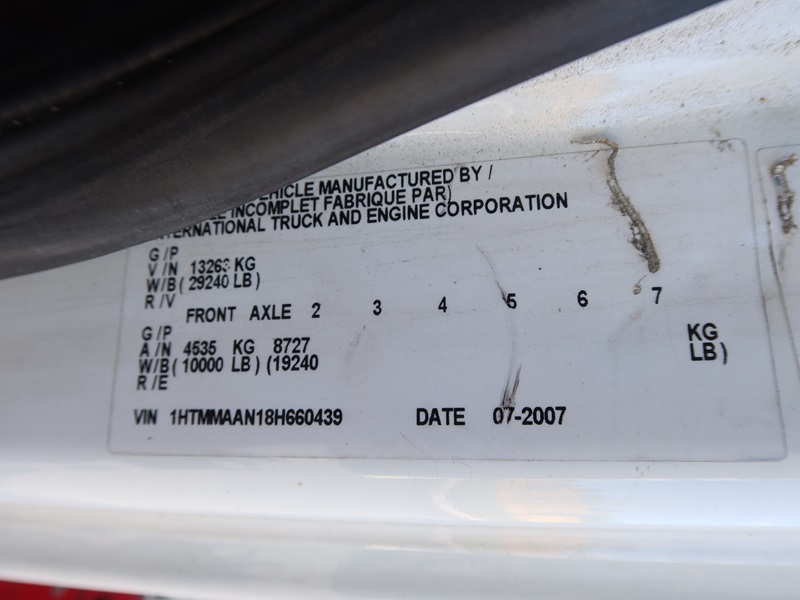 VEHICLE MANUFACTURED BY /
INCOMPLET FABRIQUE PAR)
INTERNATIONAL TRUCK AND ENGINE CORPORATION
G / P
V / N 13263 KG
W/B ( 29240 LB )
R / V
FRONT AXLE 2 3 4 5 6 7
G / P
A / N 4535 KG 8727 KG
W/B ( 10000 LB ) (19240 LB)
R / E
VIN 1HTMMAAN18H660439 DATE 07-2007